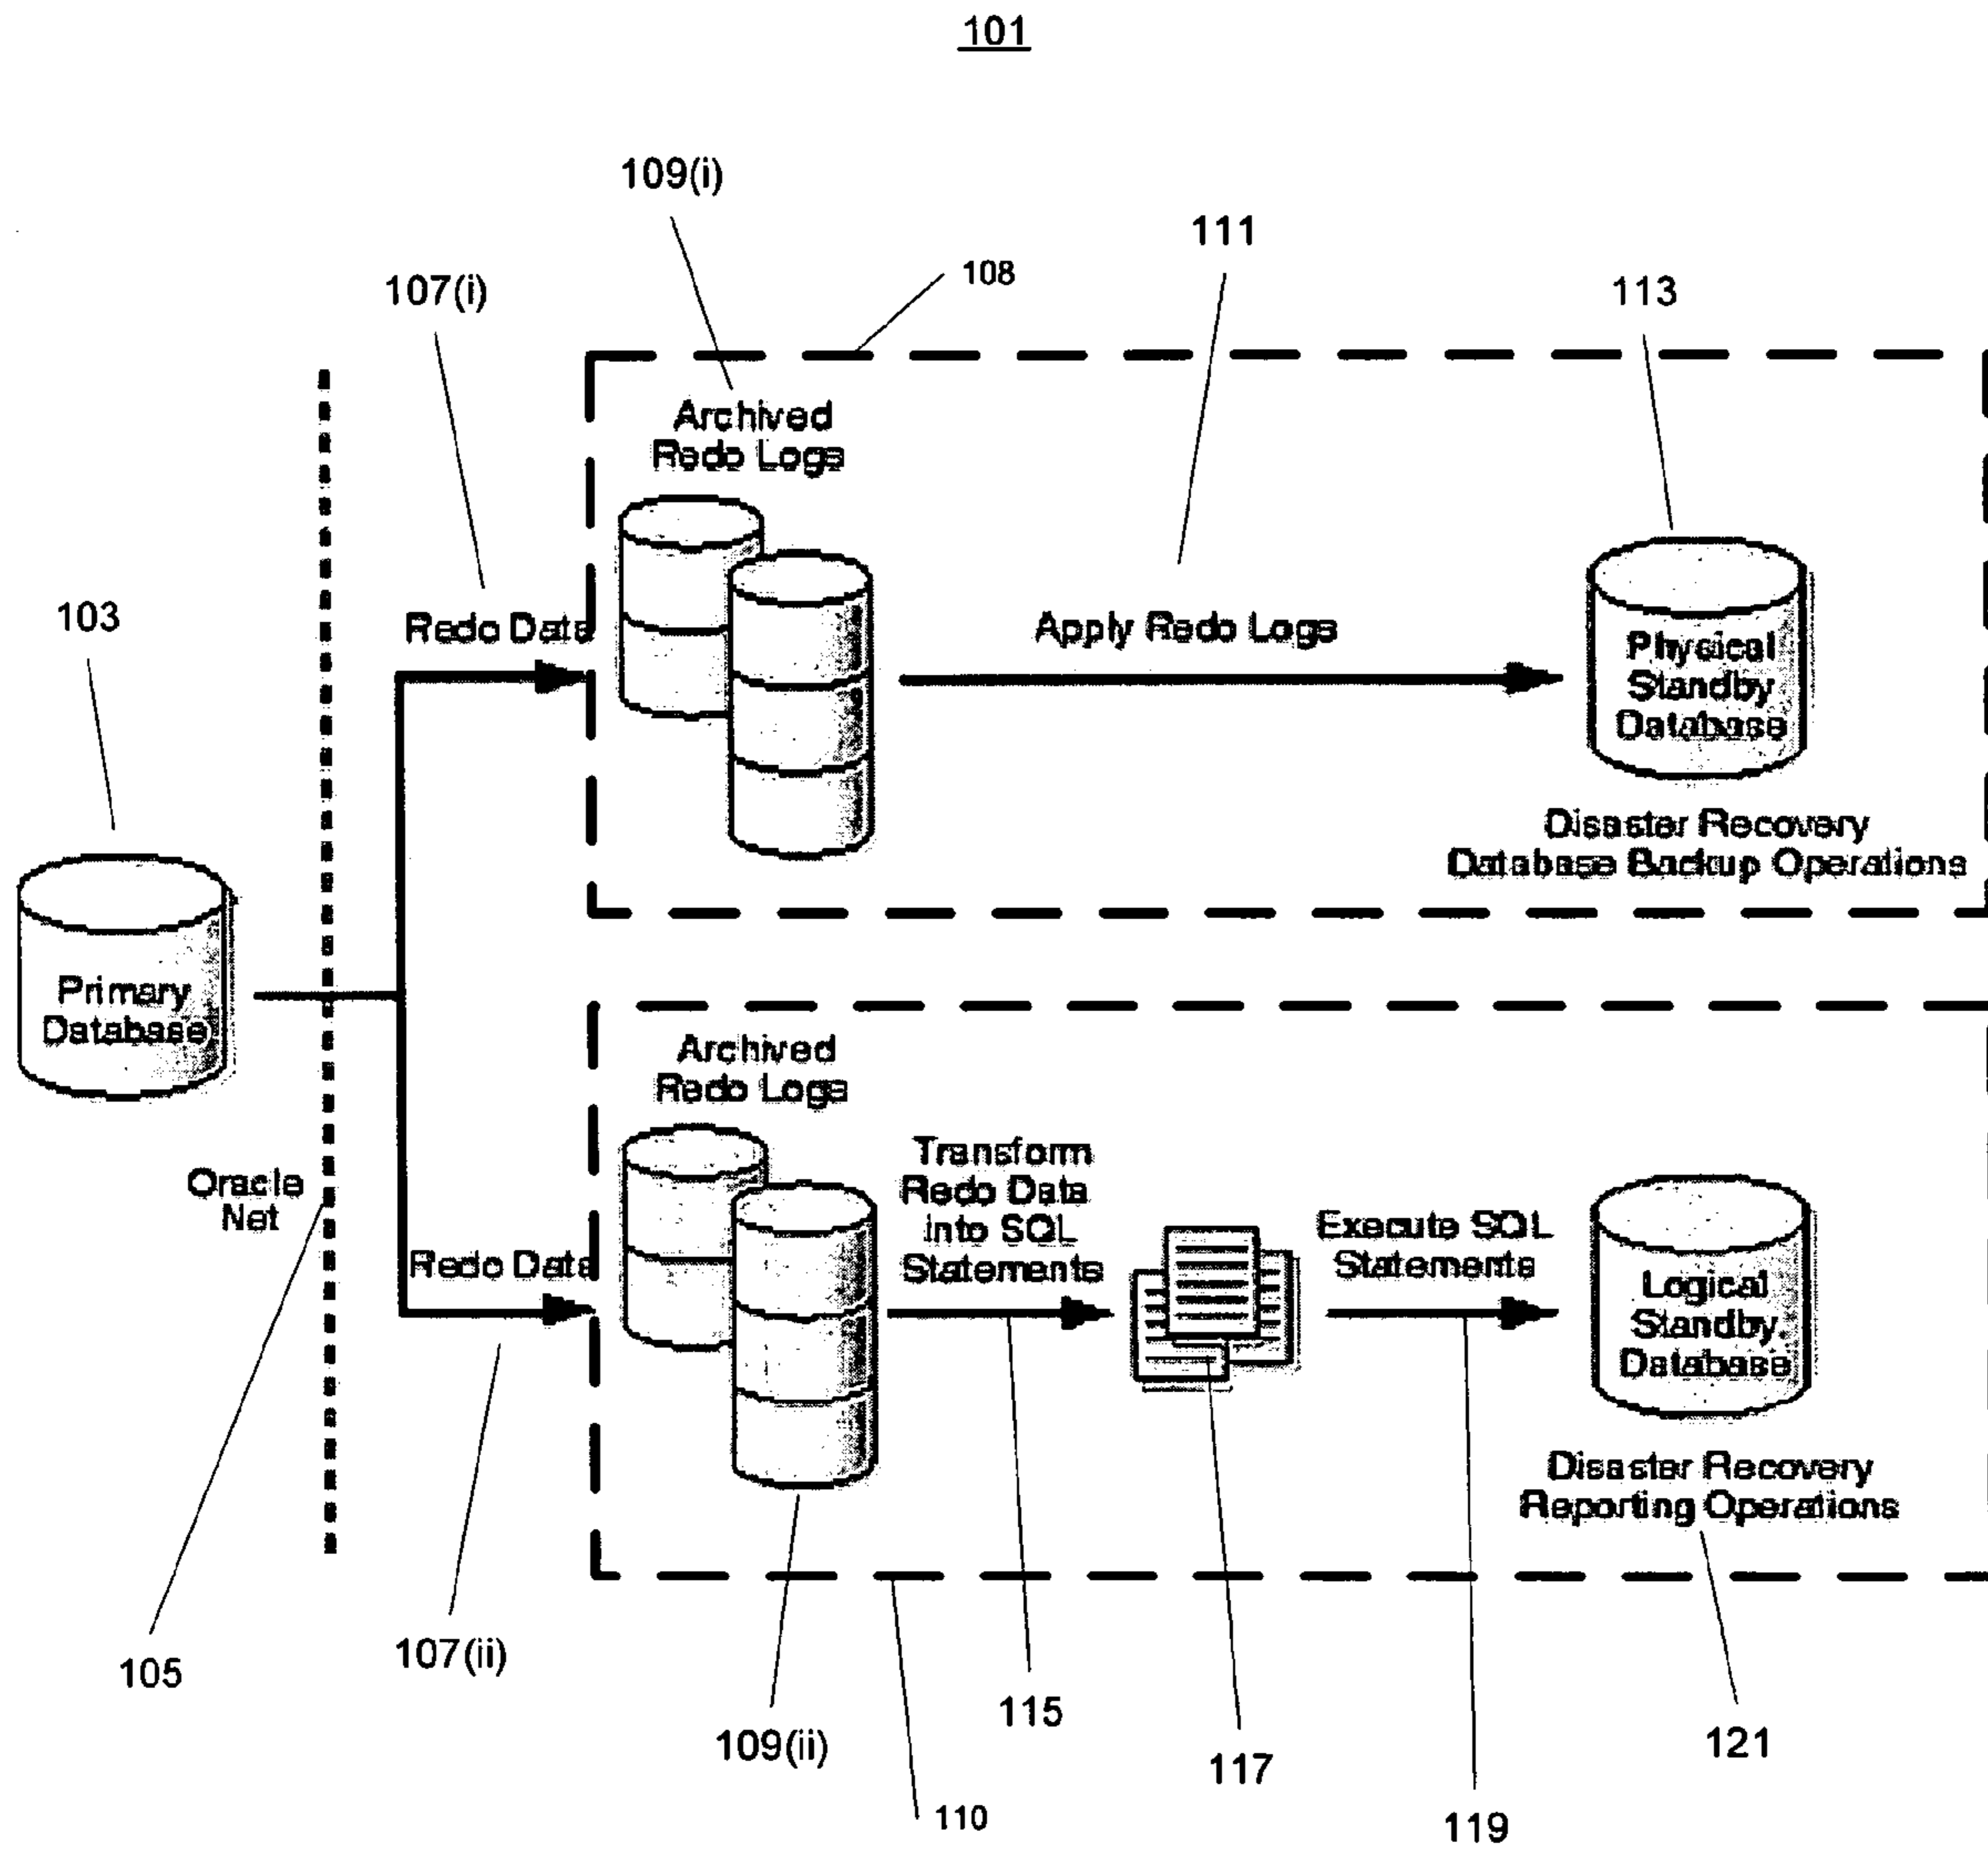 101
109(i)
111
108
107(i)
113
Archived
Redo Logs
103
Redo Data
Apply Redo Logs
Physical
Standby
Database
Disaster Recovery
Database Backup Operations
Primary
Database
Archived
Redo Logs
Oracle
Net
Transform
Redo Data
into SQL
Statements
Execute SQL
Statements
Redo Data
Logical
Standby
Database
Disaster Recovery
Reporting Operations
107(ii)
105
115
109(ii)
117
121
110
119